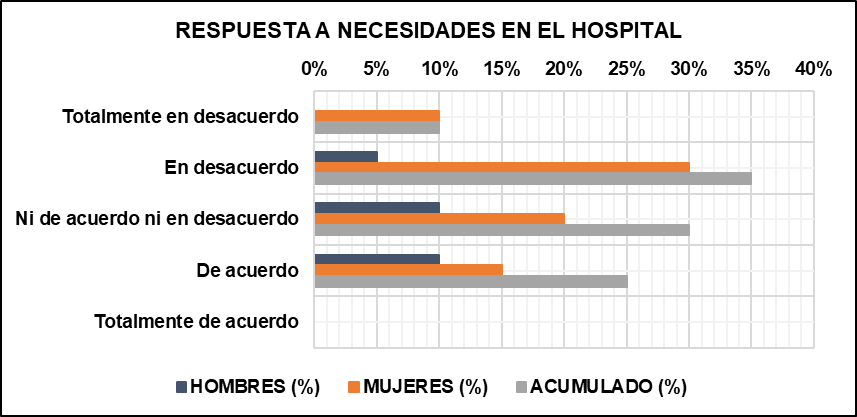 RESPUESTA A NECESIDADES EN EL HOSPITAL
0% 5% 10% 15% 20% 25% 30% 35% 40%
Totalmente en desacuerdo
En desacuerdo
Ni de acuerdo ni en desacuerdo
De acuerdo
Totalmente de acuerdo
HOMBRES (%) MUJERES (%) ACUMULADO (%)